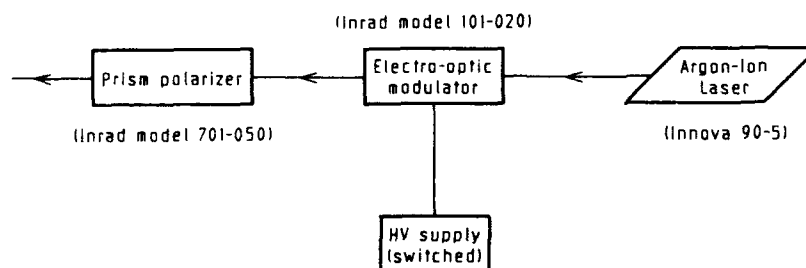 (Inrad model 101-020)
Prism polarizer
Electro-optic
modulator
Argon-Ion
Laser
(Inrad model 701-050)
(Innova 90-5)
HV supply
(switched)